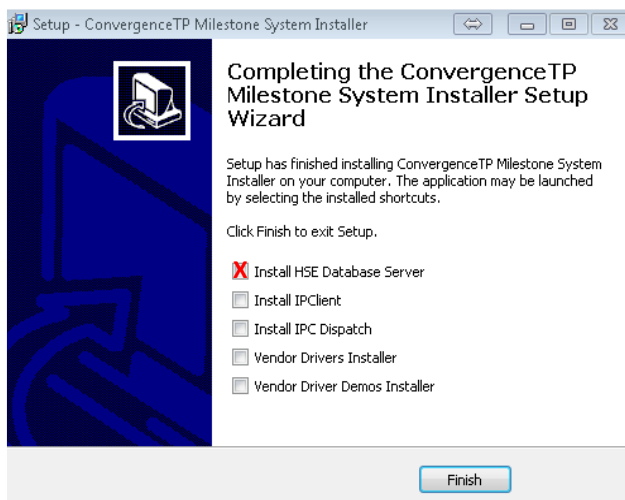 Setup - ConvergenceTP Milestone System Installer
Completing the ConvergenceTP
Milestone System Installer Setup
Wizard
Setup has finished installing ConvergenceTP Milestone System
Installer on your computer. The application may be launched
by selecting the installed shortcuts.
Click Finish to exit Setup.
Install HSE Database Server
Install IPClient
Install IPC Dispatch
Vendor Drivers Installer
Vendor Driver Demos Installer
Finish